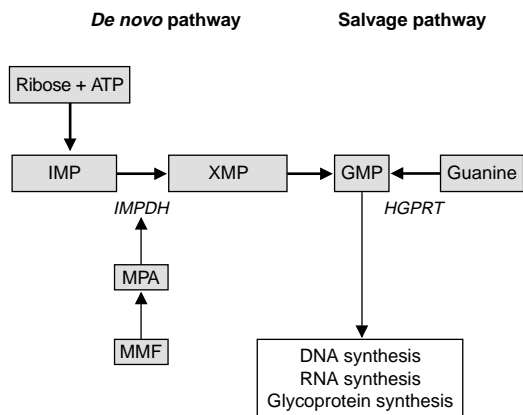 De novo pathway
Salvage pathway
Ribose + ATP
IMP
XMP
GMP
Guanine
IMPDH
HGPRT
MPA
MMF
DNA synthesis
RNA synthesis
Glycoprotein synthesis